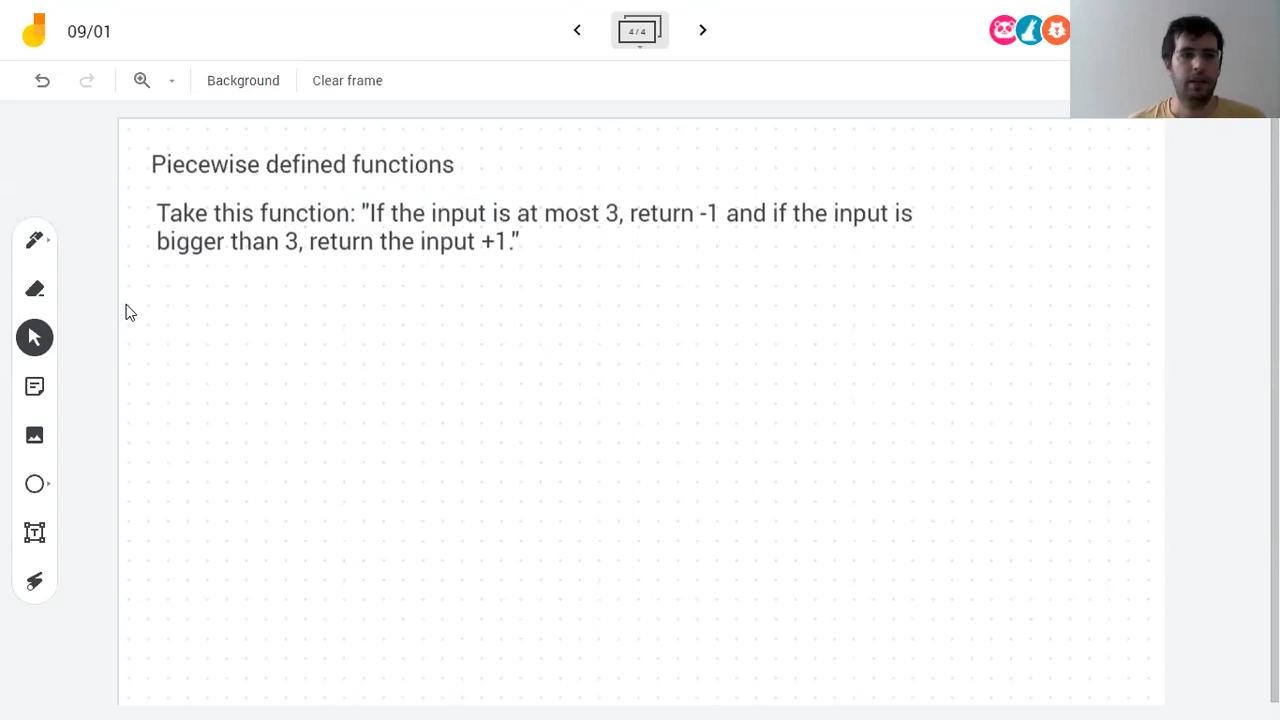 09/01
4 / 4
Background
Clear frame
Piecewise defined functions
Take this function: "If the input is at most 3, return -1 and if the input is
bigger than 3, return the input +1."